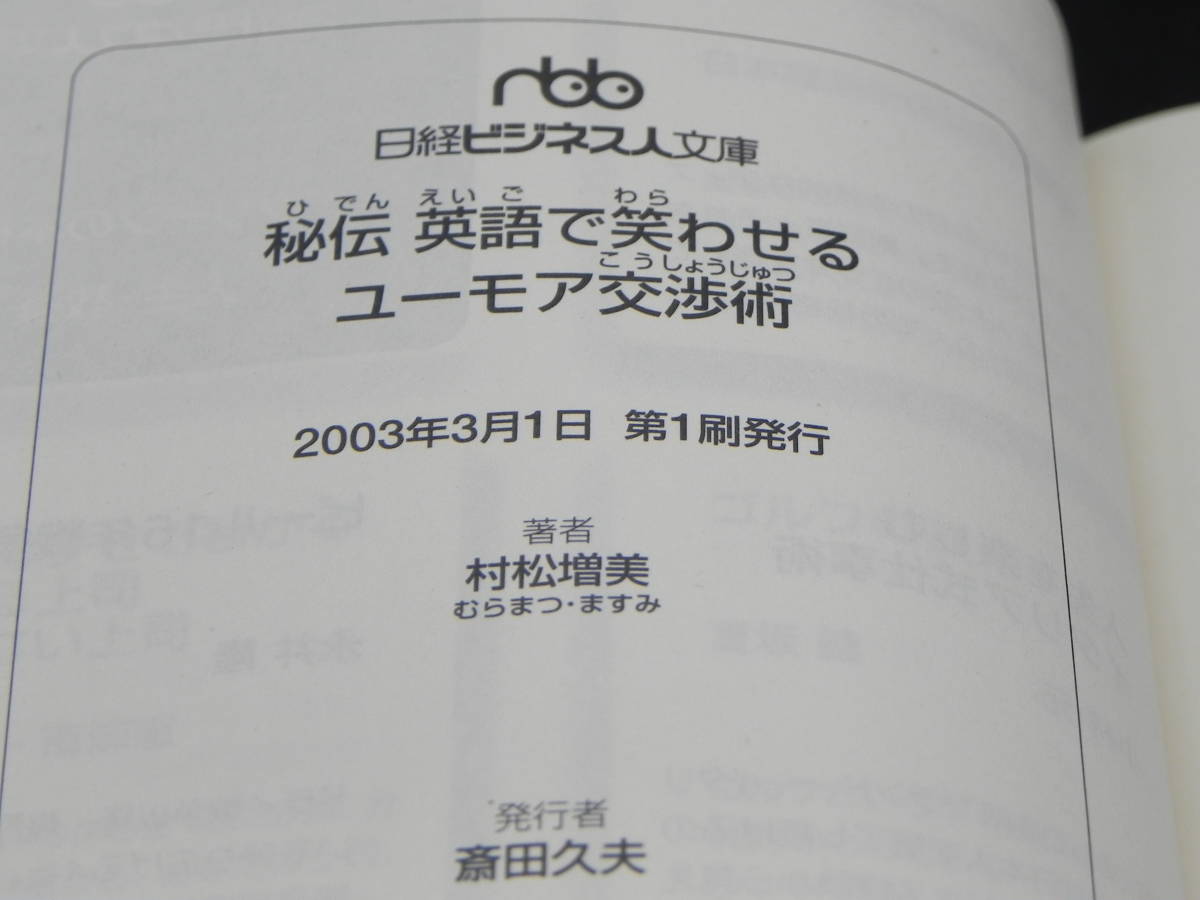 nbb
日経ビジネス人文庫
ひでん えいご わら
秘伝 英語で笑わせる
こうしょうじゅつ
ユーモア交渉術
2003年3月1日 第1刷発行
著者
村松増美
むらまつ・ますみ
発行者
斎田久夫